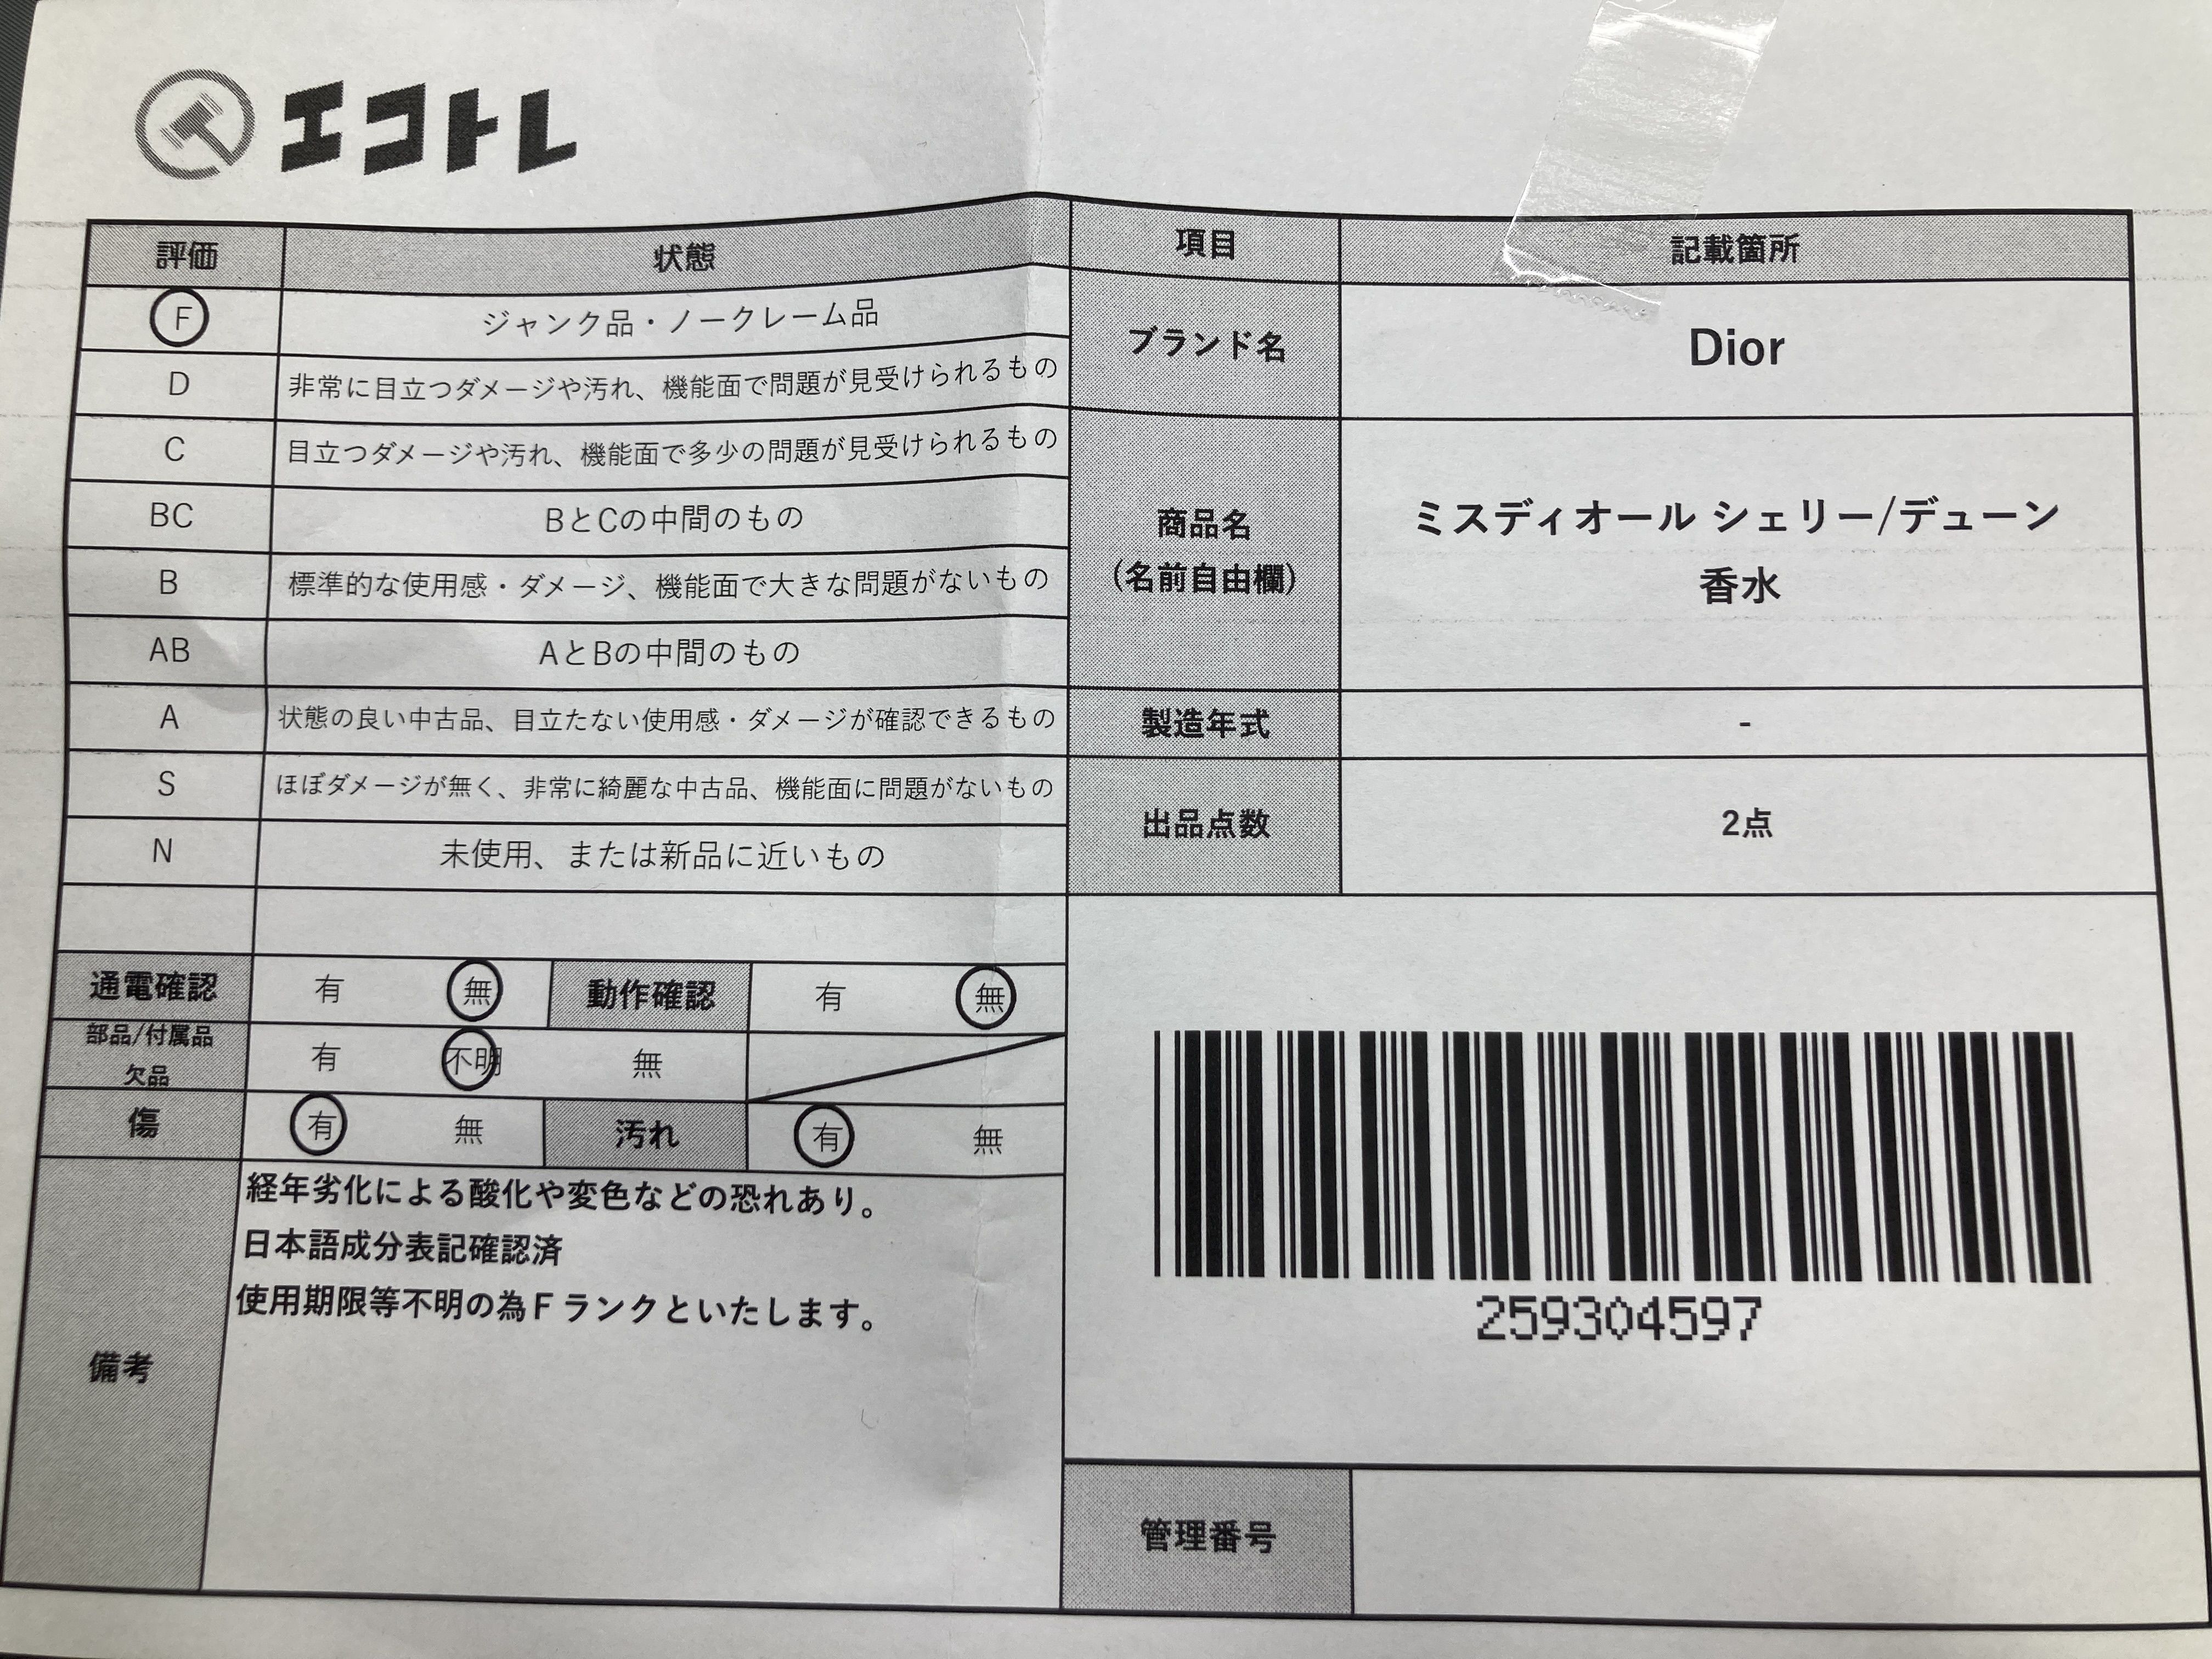 エコトレ
評価 状態
F ジャンク品・ノークレーム品
D 非常に目立つダメージや汚れ、機能面で問題が見受けられるもの
C 目立つダメージや汚れ、機能面で多少の問題が見受けられるもの
BC BとCの中間のもの
B 標準的な使用感・ダメージ、機能面で大きな問題がないもの
AB AとBの中間のもの
A 状態の良い中古品、目立たない使用感・ダメージが確認できるもの
S ほぼダメージが無く、非常に綺麗な中古品、機能面に問題がないもの
N 未使用、または新品に近いもの
通電確認 有 無 動作確認 有 無
部品/付属品
欠品
有 不明 無
傷 有 無 汚れ 有 無
備考
経年劣化による酸化や変色などの恐れあり。
日本語成分表記確認済
使用期限等不明の為Fランクといたします。
項目 記載箇所
ブランド名 Dior
商品名
(名前自由欄)
ミスディオール シェリー/デューン
香水
製造年式 -
出品点数 2点
259304597
管理番号